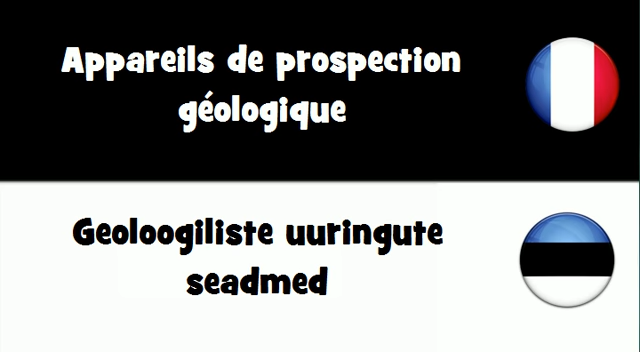 Appareils de prospection
géologique
Geoloogiliste uuringute
seadmed